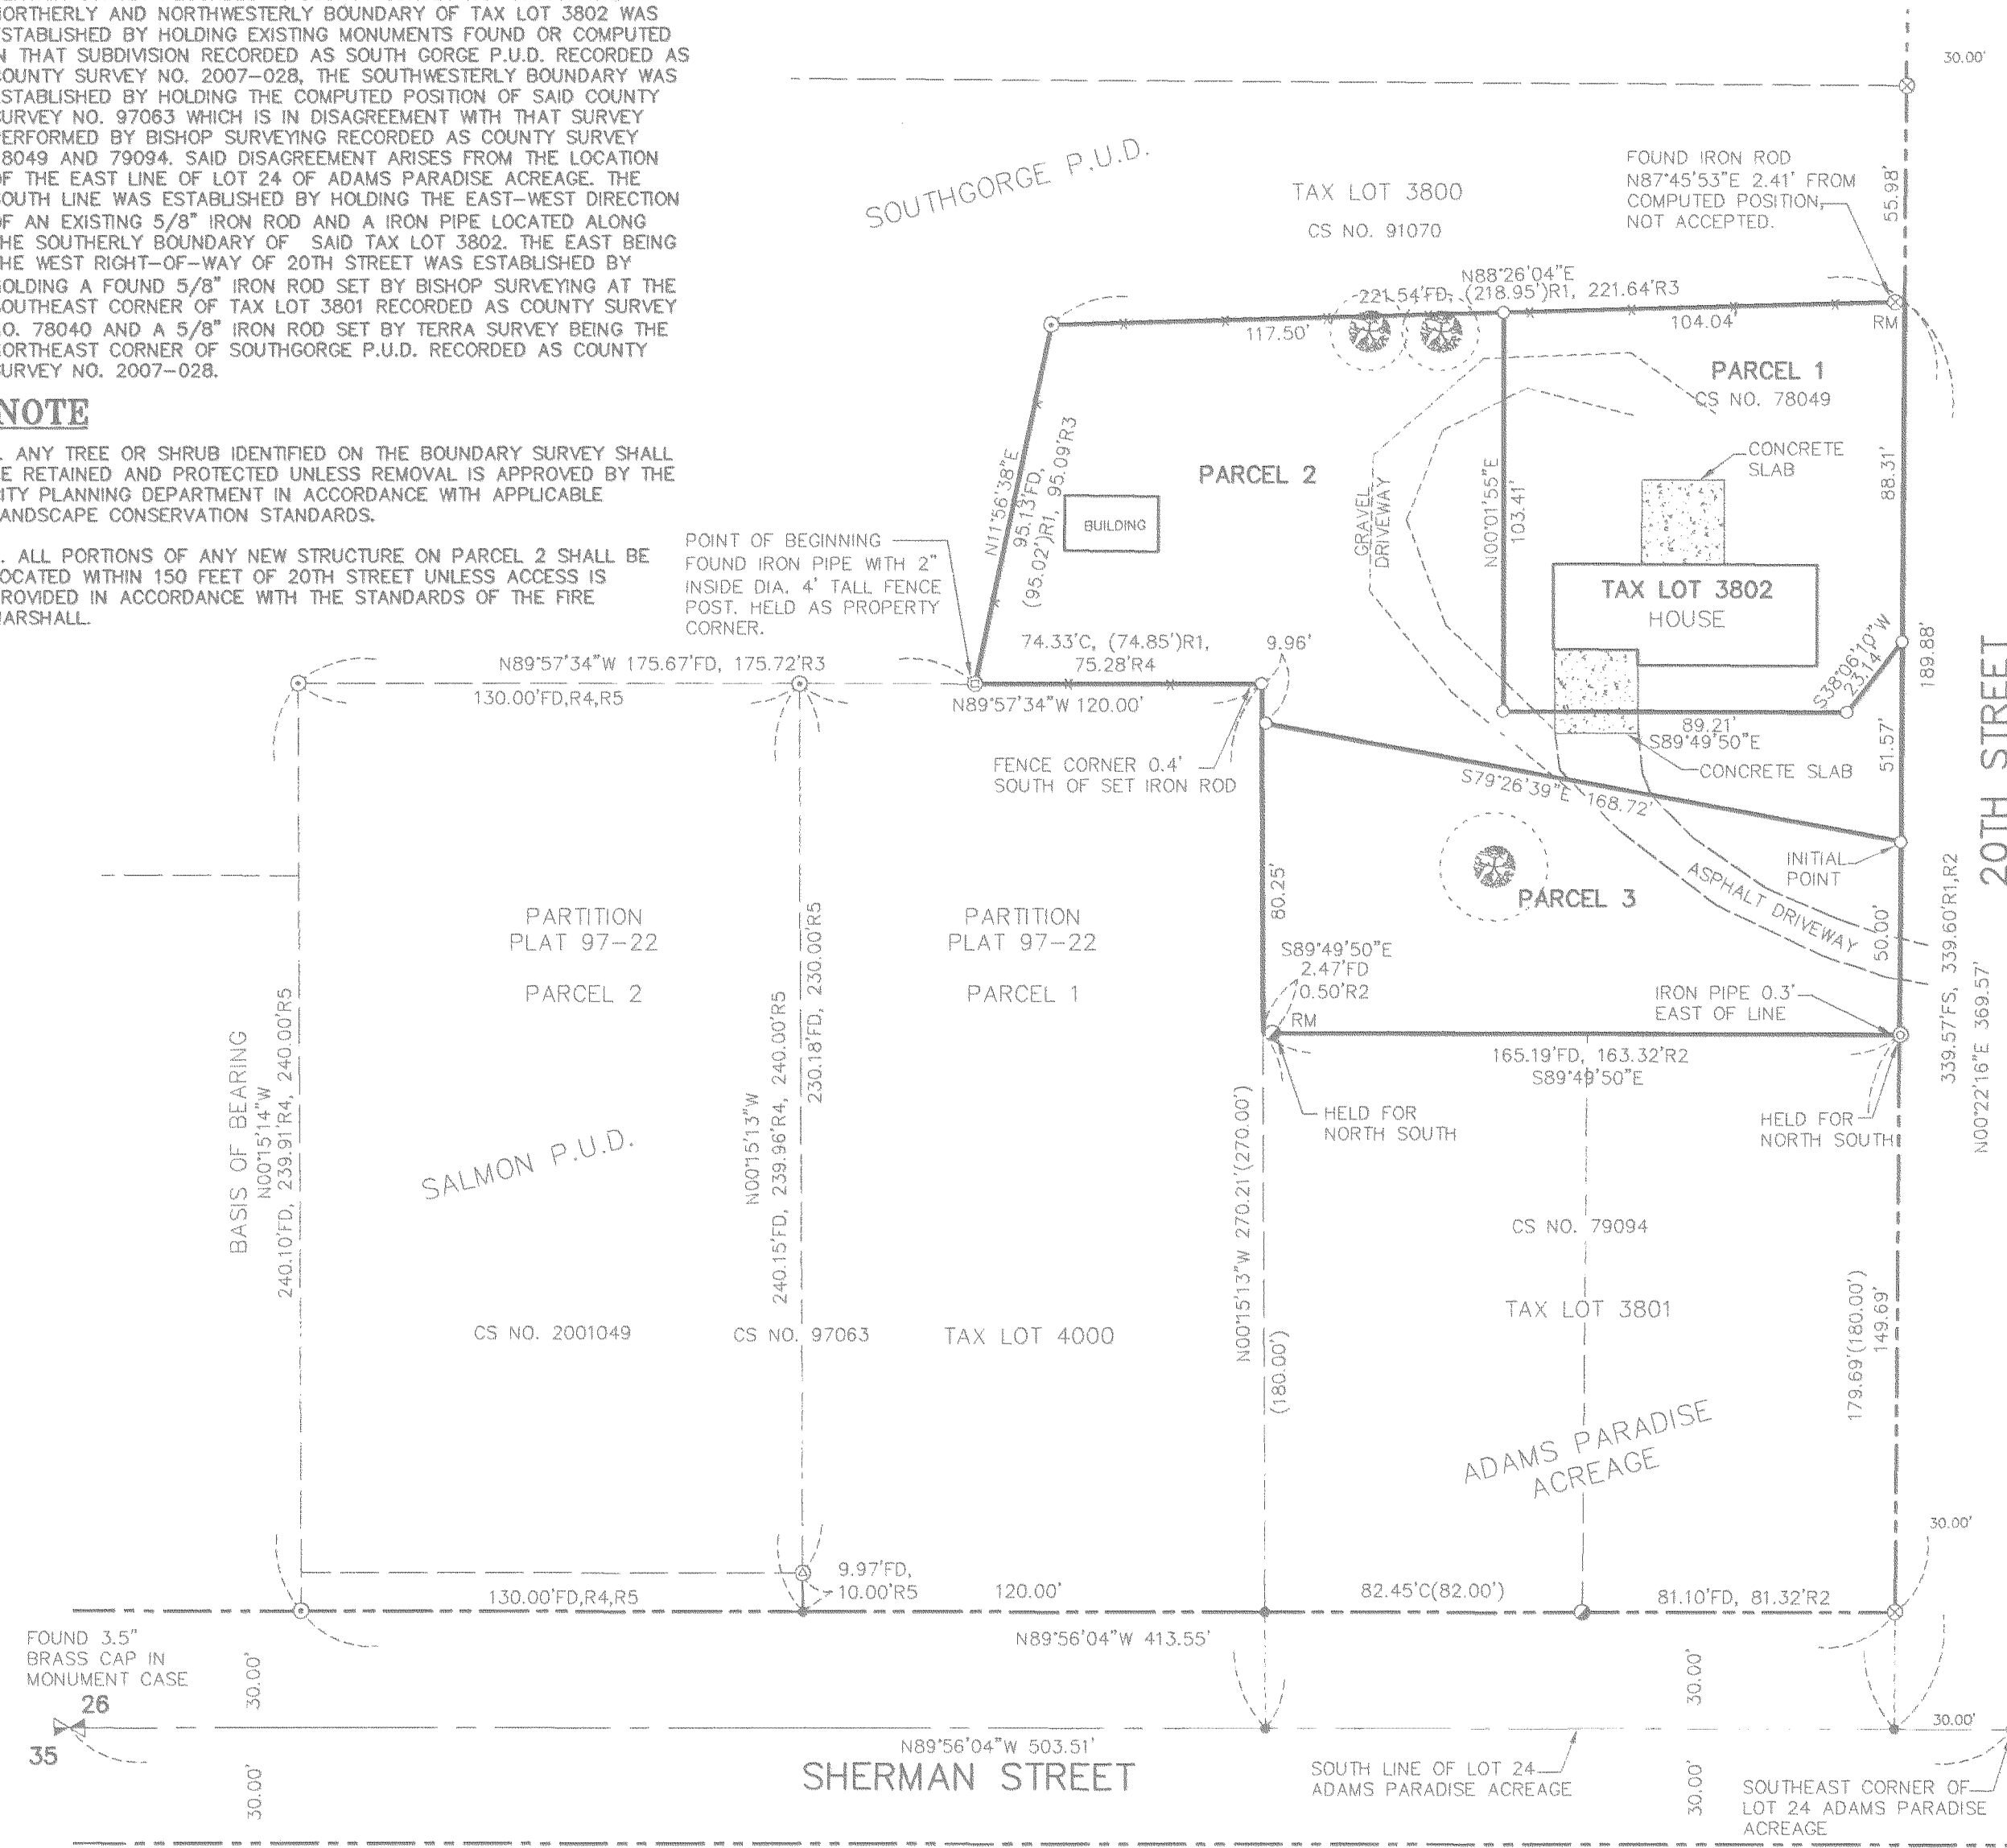 NORTHERLY AND NORTHWESTERLY BOUNDARY OF TAX LOT 3802 WAS
STABLISHED BY HOLDING EXISTING MONUMENTS FOUND OR COMPUTED
N THAT SUBDIVISION RECORDED AS SOUTH GORGE P.U.D. RECORDED AS
OUNTY SURVEY NO. 2007-028, THE SOUTHWESTERLY BOUNDARY WAS
STABLISHED BY HOLDING THE COMPUTED POSITION OF SAID COUNTY
SURVEY NO. 97063 WHICH IS IN DISAGREEMENT WITH THAT SURVEY
ERFORMED BY BISHOP SURVEYING RECORDED AS COUNTY SURVEY
8049 AND 79094. SAID DISAGREEMENT ARISES FROM THE LOCATION
OF THE EAST LINE OF LOT 24 OF ADAMS PARADISE ACREAGE. THE
SOUTH LINE WAS ESTABLISHED BY HOLDING THE EAST-WEST DIRECTION
OF AN EXISTING 5/8" IRON ROD AND A IRON PIPE LOCATED ALONG
HE SOUTHERLY BOUNDARY OF SAID TAX LOT 3802. THE EAST BEING
HE WEST RIGHT-OF-WAY OF 20TH STREET WAS ESTABLISHED BY
OLDING A FOUND 5/8" IRON ROD SET BY BISHOP SURVEYING AT THE
SOUTHEAST CORNER OF TAX LOT 3801 RECORDED AS COUNTY SURVEY
O. 78040 AND A 5/8" IRON ROD SET BY TERRA SURVEY BEING THE
ORTHEAST CORNER OF SOUTHGORGE P.U.D. RECORDED AS COUNTY
SURVEY NO. 2007-028.
NOTE
. ANY TREE OR SHRUB IDENTIFIED ON THE BOUNDARY SURVEY SHALL
E RETAINED AND PROTECTED UNLESS REMOVAL IS APPROVED BY THE
ITY PLANNING DEPARTMENT IN ACCORDANCE WITH APPLICABLE
ANDSCAPE CONSERVATION STANDARDS.
. ALL PORTIONS OF ANY NEW STRUCTURE ON PARCEL 2 SHALL BE
OCATED WITHIN 150 FEET OF 20TH STREET UNLESS ACCESS IS
ROVIDED IN ACCORDANCE WITH THE STANDARDS OF THE FIRE
MARSHALL.
30.00'
55.98'
SOUTHGORGE P.U.D.
TAX LOT 3800
CS NO. 91070
FOUND IRON ROD
N87°45'53"E 2.41' FROM
COMPUTED POSITION,
NOT ACCEPTED.
N88°26'04"E
221.54'FD, (218.95')R1, 221.64'R3
117.50'
104.04'
RM
PARCEL 1
CS NO. 78049
CONCRETE
SLAB
PARCEL 2
BUILDING
GRAVEL
DRIVEWAY
N00°01'55"E
103.41'
88.31'
N11°56'38"E
95.13'FD,
(95.02')R1, 95.09'R3
TAX LOT 3802
HOUSE
S38°06'10"W
23.14'
189.88'
20TH STREET
POINT OF BEGINNING
FOUND IRON PIPE WITH 2"
INSIDE DIA. 4' TALL FENCE
POST. HELD AS PROPERTY
CORNER.
74.33'C, (74.85')R1,
75.28'R4
9.96'
N89°57'34"W 175.67'FD, 175.72'R3
130.00'FD,R4,R5
N89°57'34"W 120.00'
89.21'
S89°49'50"E
51.57'
CONCRETE SLAB
FENCE CORNER 0.4'
SOUTH OF SET IRON ROD
S79°26'39"E 168.72'
INITIAL
POINT
PARCEL 3
ASPHALT DRIVEWAY
50.00'
80.25'
S89°49'50"E
2.47'FD
0.50'R2
RM
IRON PIPE 0.3'
EAST OF LINE
165.19'FD, 163.32'R2
S89°49'50"E
HELD FOR
NORTH SOUTH
HELD FOR
NORTH SOUTH
339.57'FS, 339.60'R1,R2
N00°22'16"E 369.57'
PARTITION
PLAT 97-22
PARCEL 2
PARTITION
PLAT 97-22
PARCEL 1
230.18'FD, 230.00'R5
BASIS OF BEARING
N00°15'14"W
240.10'FD, 239.91'R4, 240.00'R5
N00°15'13"W
240.15'FD, 239.96'R4, 240.00'R5
SALMON P.U.D.
N00°15'13"W 270.21'(270.00')
(180.00')
CS NO. 79094
TAX LOT 3801
179.69'(180.00')
149.69'
CS NO. 2001049
CS NO. 97063
TAX LOT 4000
ADAMS PARADISE
ACREAGE
30.00'
9.97'FD,
10.00'R5
130.00'FD,R4,R5
120.00'
82.45'C(82.00')
81.10'FD, 81.32'R2
N89°56'04"W 413.55'
FOUND 3.5"
BRASS CAP IN
MONUMENT CASE
26
35
30.00'
30.00'
30.00'
N89°56'04"W 503.51'
SHERMAN STREET
SOUTH LINE OF LOT 24
ADAMS PARADISE ACREAGE
30.00'
30.00'
SOUTHEAST CORNER OF
LOT 24 ADAMS PARADISE
ACREAGE